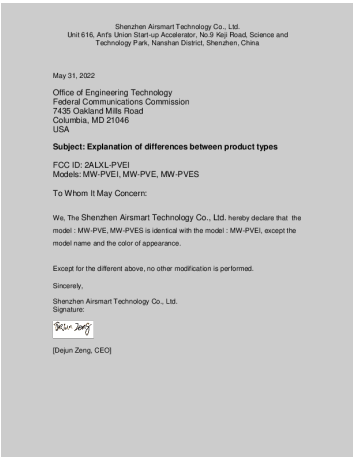 Shenzhen Airsmart Technology Co., Ltd.
Unit 616, Ant's Union Start-up Accelerator, No.9 Keji Road, Science and
Technology Park, Nanshan District, Shenzhen, China
May 31, 2022
Office of Engineering Technology
Federal Communications Commission
7435 Oakland Mills Road
Columbia, MD 21046
USA
Subject: Explanation of differences between product types
FCC ID: 2ALXL-PVEI
Models: MW-PVEI, MW-PVE, MW-PVES
To Whom It May Concern:
We, The Shenzhen Airsmart Technology Co., Ltd. hereby declare that the
model : MW-PVE, MW-PVES is identical with the model : MW-PVEI, except the
model name and the color of appearance.
Except for the different above, no other modification is performed.
Sincerely,
Shenzhen Airsmart Technology Co., Ltd.
Signature:
Dejun Zeng
[Dejun Zeng, CEO]